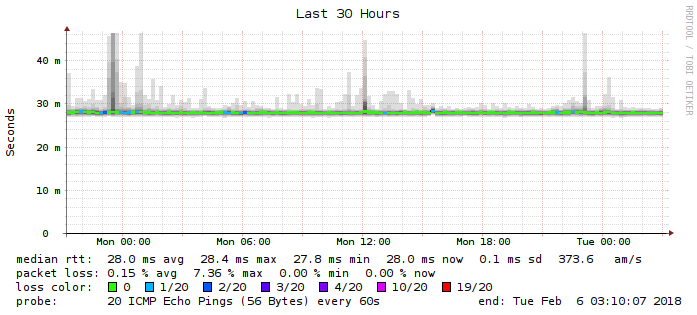 Last 30 Hours
RRDTOOL / TOBI OETIKER
Seconds
40 m
30 m
20 m
10 m
0
Mon 00:00 Mon 06:00 Mon 12:00 Mon 18:00 Tue 00:00
median rtt: 28.0 ms avg 28.4 ms max 27.8 ms min 28.0 ms now 0.1 ms sd 373.6 am/s
packet loss: 0.15 % avg 7.36 % max 0.00 % min 0.00 % now
loss color: 0 1/20 2/20 3/20 4/20 10/20 19/20
probe: 20 ICMP Echo Pings (56 Bytes) every 60s end: Tue Feb 6 03:10:07 2018